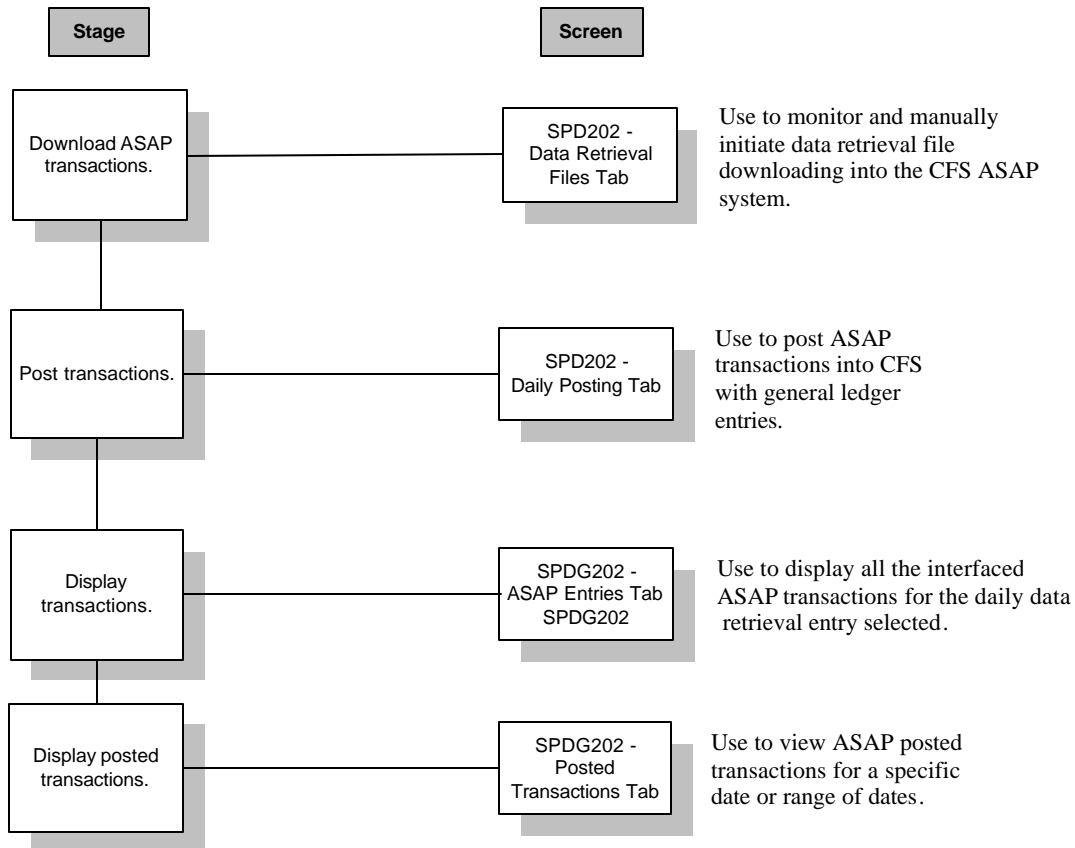 Stage
Screen
Download ASAP
transactions.
SPD202 -
Data Retrieval
Files Tab
Use to monitor and manually
initiate data retrieval file
downloading into the CFS ASAP
system.
Post transactions.
SPD202 -
Daily Posting Tab
Use to post ASAP
transactions into CFS
with general ledger
entries.
Display
transactions.
SPDG202 -
ASAP Entries Tab
SPDG202
Use to display all the interfaced
ASAP transactions for the daily data
retrieval entry selected.
Display posted
transactions.
SPDG202 -
Posted
Transactions Tab
Use to view ASAP posted
transactions for a specific
date or range of dates.